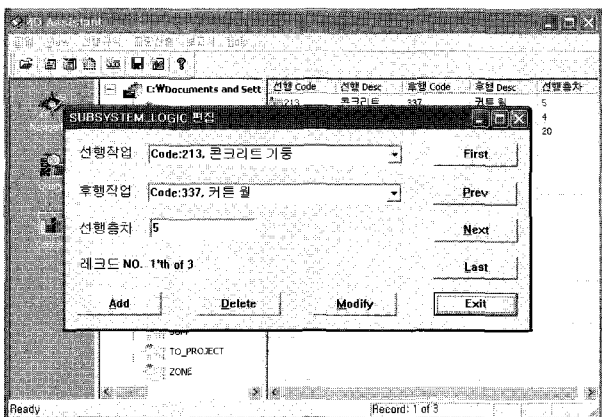 MD Assistant
C:₩Documents and Sett
선행 Code 선행 Desc 후행 Code 후행 Desc 선행층차
213 콘크리트 337 커튼 월 5
4
20
SUBSYSTEM_LOGIC 편집
선행작업 Code:213, 콘크리트 기둥 First
후행작업 Code:337, 커튼 월 Prev
선행층차 5 Next
레크드 NO. 1'th of 3 Last
Add Delete Modify Exit
TO_PROJECT
ZONE
Ready Record: 1 of 3